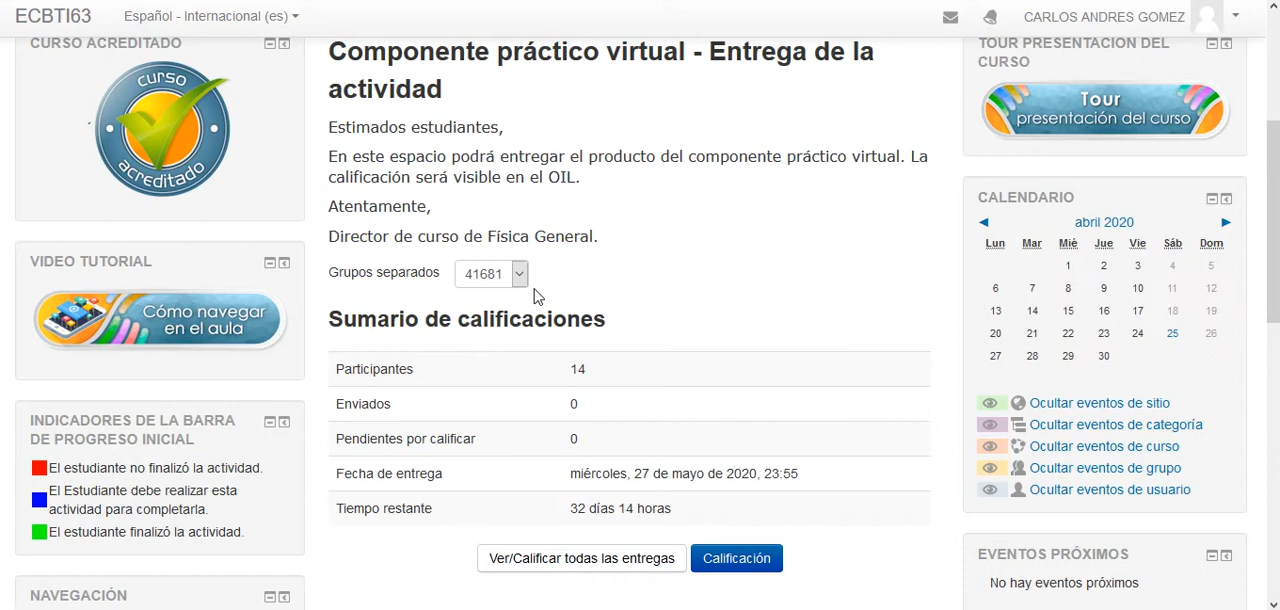 ECBTI63
Español - Internacional (es)
CARLOS ANDRES GOMEZ
CURSO ACREDITADO
curso
acreditado
VIDEO TUTORIAL
Cómo navegar
en el aula
INDICADORES DE LA BARRA
DE PROGRESO INICIAL
El estudiante no finalizó la actividad.
El Estudiante debe realizar esta
actividad para completarla.
El estudiante finalizó la actividad.
NAVEGACIÓN
Componente práctico virtual - Entrega de la
actividad
Estimados estudiantes,
En este espacio podrá entregar el producto del componente práctico virtual. La
calificación será visible en el OIL.
Atentamente,
Director de curso de Física General.
Grupos separados 41681
Sumario de calificaciones
Participantes 14
Enviados 0
Pendientes por calificar 0
Fecha de entrega miércoles, 27 de mayo de 2020, 23:55
Tiempo restante 32 días 14 horas
Ver/Calificar todas las entregas Calificación
TOUR PRESENTACIÓN DEL
CURSO
Tour
presentación del curso
CALENDARIO
abril 2020
Lun Mar Mié Jue Vie Sáb Dom
1 2 3 4 5
6 7 8 9 10 11 12
13 14 15 16 17 18 19
20 21 22 23 24 25 26
27 28 29 30
Ocultar eventos de sitio
Ocultar eventos de categoría
Ocultar eventos de curso
Ocultar eventos de grupo
Ocultar eventos de usuario
EVENTOS PRÓXIMOS
No hay eventos próximos